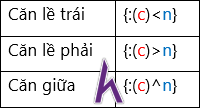 Căn lề trái {:(c)<n}
Căn lề phải {:(c)>n}
Căn giữa {:(c)^n}